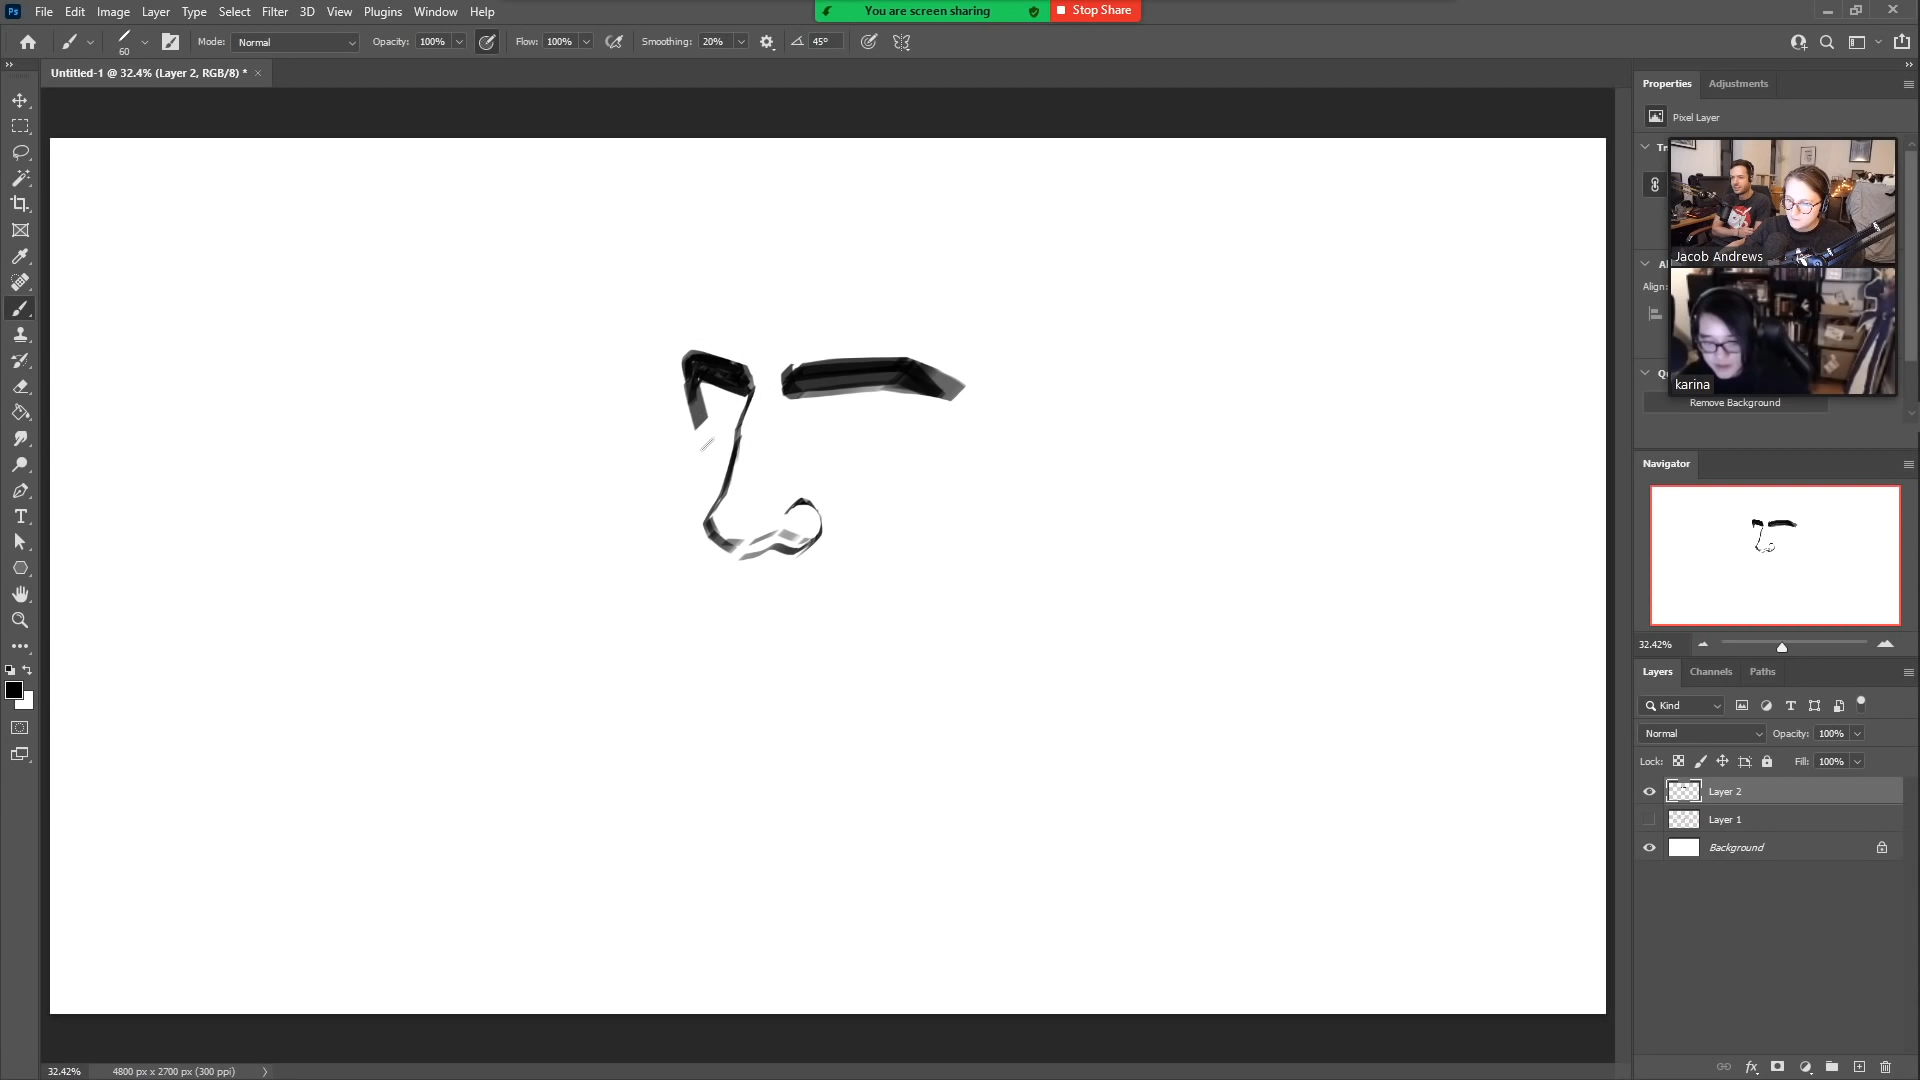 Ps File Edit Image Layer Type Select Filter 3D View Plugins Window Help
You are screen sharing Stop Share
60 Mode: Normal Opacity: 100% Flow: 100% Smoothing: 20% 45°
Untitled-1 @ 32.4% (Layer 2, RGB/8) * ×
Properties Adjustments
Pixel Layer
Jacob Andrews
Align:
karina
Remove Background
Navigator
32.42%
Layers Channels Paths
Kind
Normal Opacity: 100%
Lock: Fill: 100%
Layer 2
Layer 1
Background
fx
32.42% 4800 px x 2700 px (300 ppi)